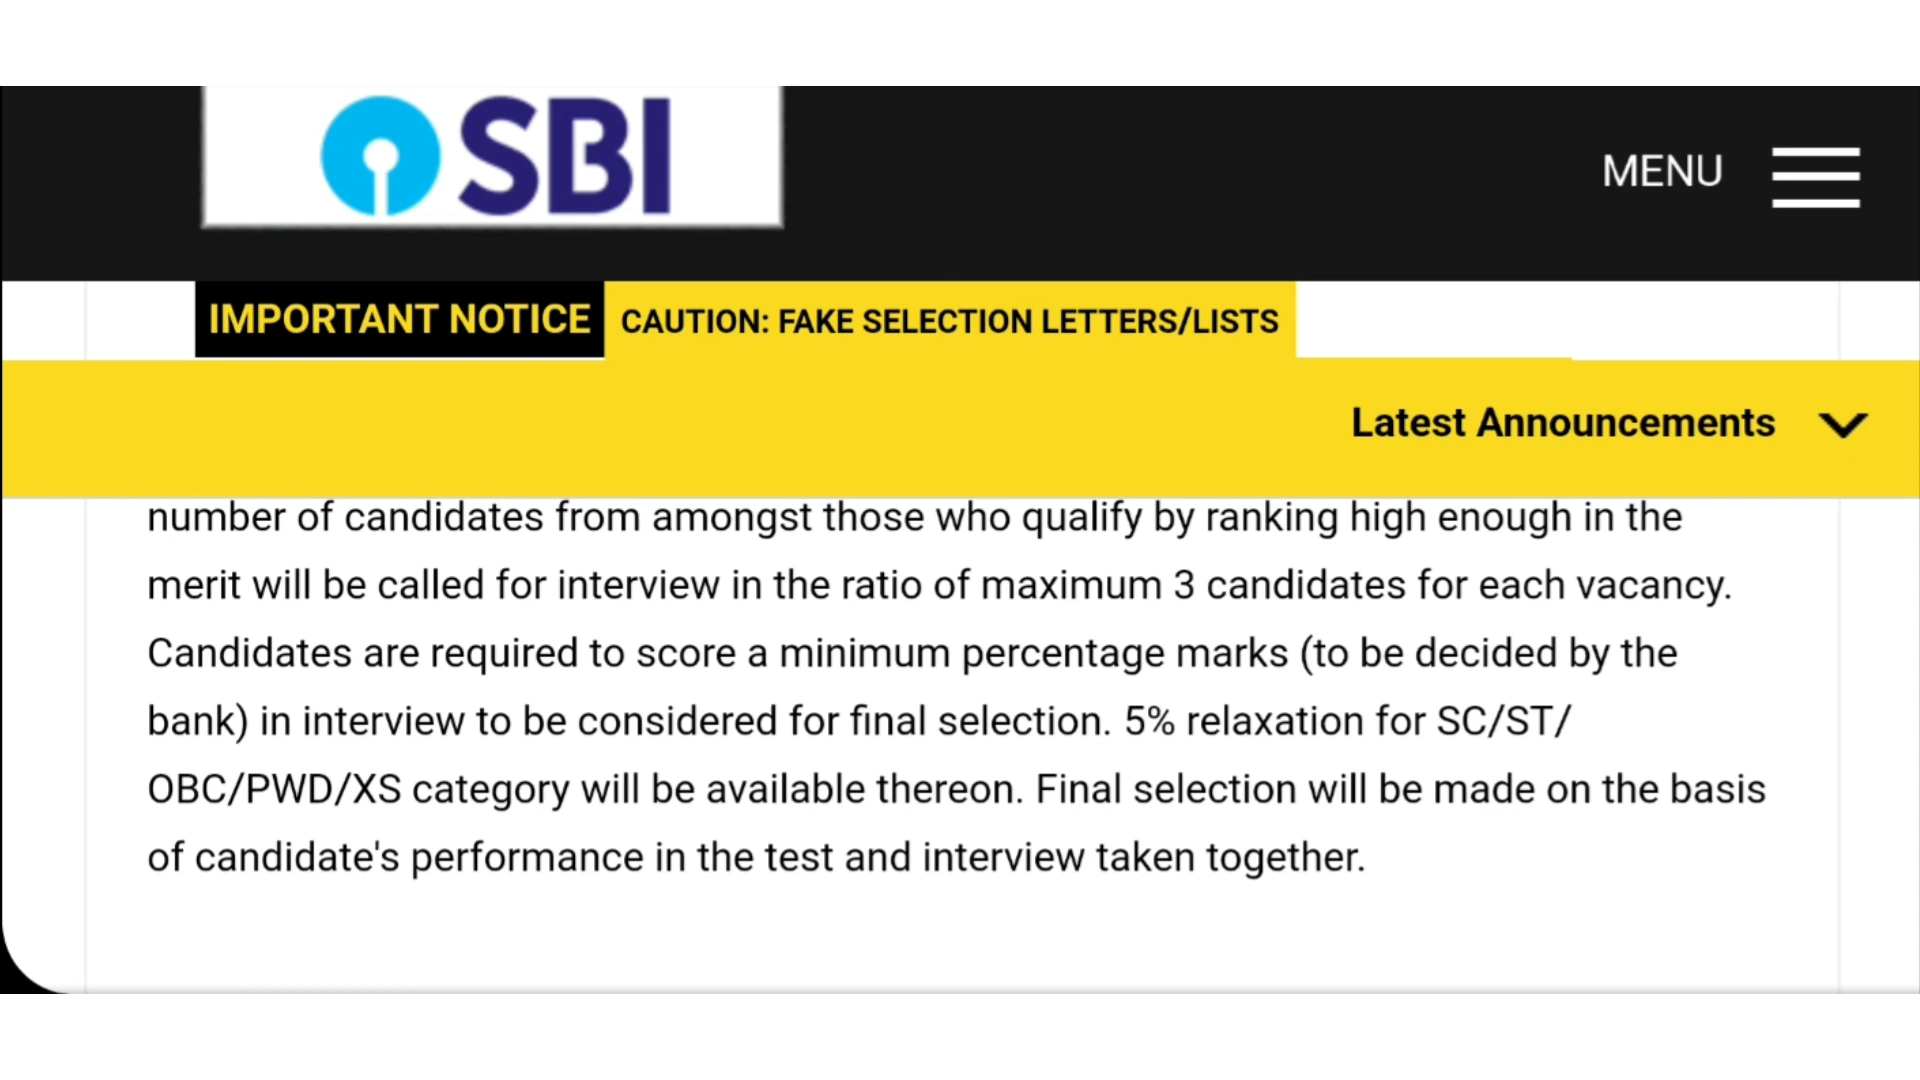 SBI
MENU
IMPORTANT NOTICE CAUTION: FAKE SELECTION LETTERS/LISTS
Latest Announcements
number of candidates from amongst those who qualify by ranking high enough in the
merit will be called for interview in the ratio of maximum 3 candidates for each vacancy.
Candidates are required to score a minimum percentage marks (to be decided by the
bank) in interview to be considered for final selection. 5% relaxation for SC/ST/
OBC/PWD/XS category will be available thereon. Final selection will be made on the basis
of candidate's performance in the test and interview taken together.